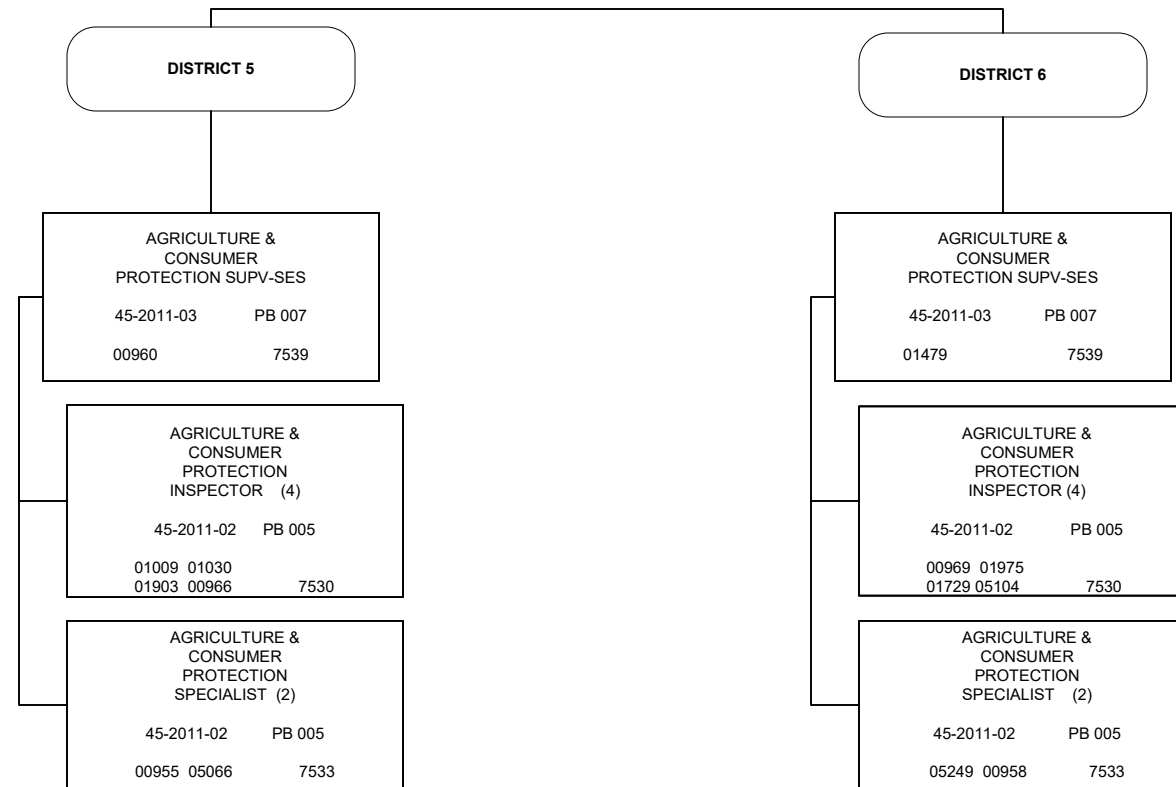 DISTRICT 5
AGRICULTURE &
CONSUMER
PROTECTION SUPV-SES
45-2011-03 PB 007
00960 7539
AGRICULTURE &
CONSUMER
PROTECTION
INSPECTOR (4)
45-2011-02 PB 005
01009 01030
01903 00966 7530
AGRICULTURE &
CONSUMER
PROTECTION
SPECIALIST (2)
45-2011-02 PB 005
00955 05066 7533
DISTRICT 6
AGRICULTURE &
CONSUMER
PROTECTION SUPV-SES
45-2011-03 PB 007
01479 7539
AGRICULTURE &
CONSUMER
PROTECTION
INSPECTOR (4)
45-2011-02 PB 005
00969 01975
01729 05104 7530
AGRICULTURE &
CONSUMER
PROTECTION
SPECIALIST (2)
45-2011-02 PB 005
05249 00958 7533